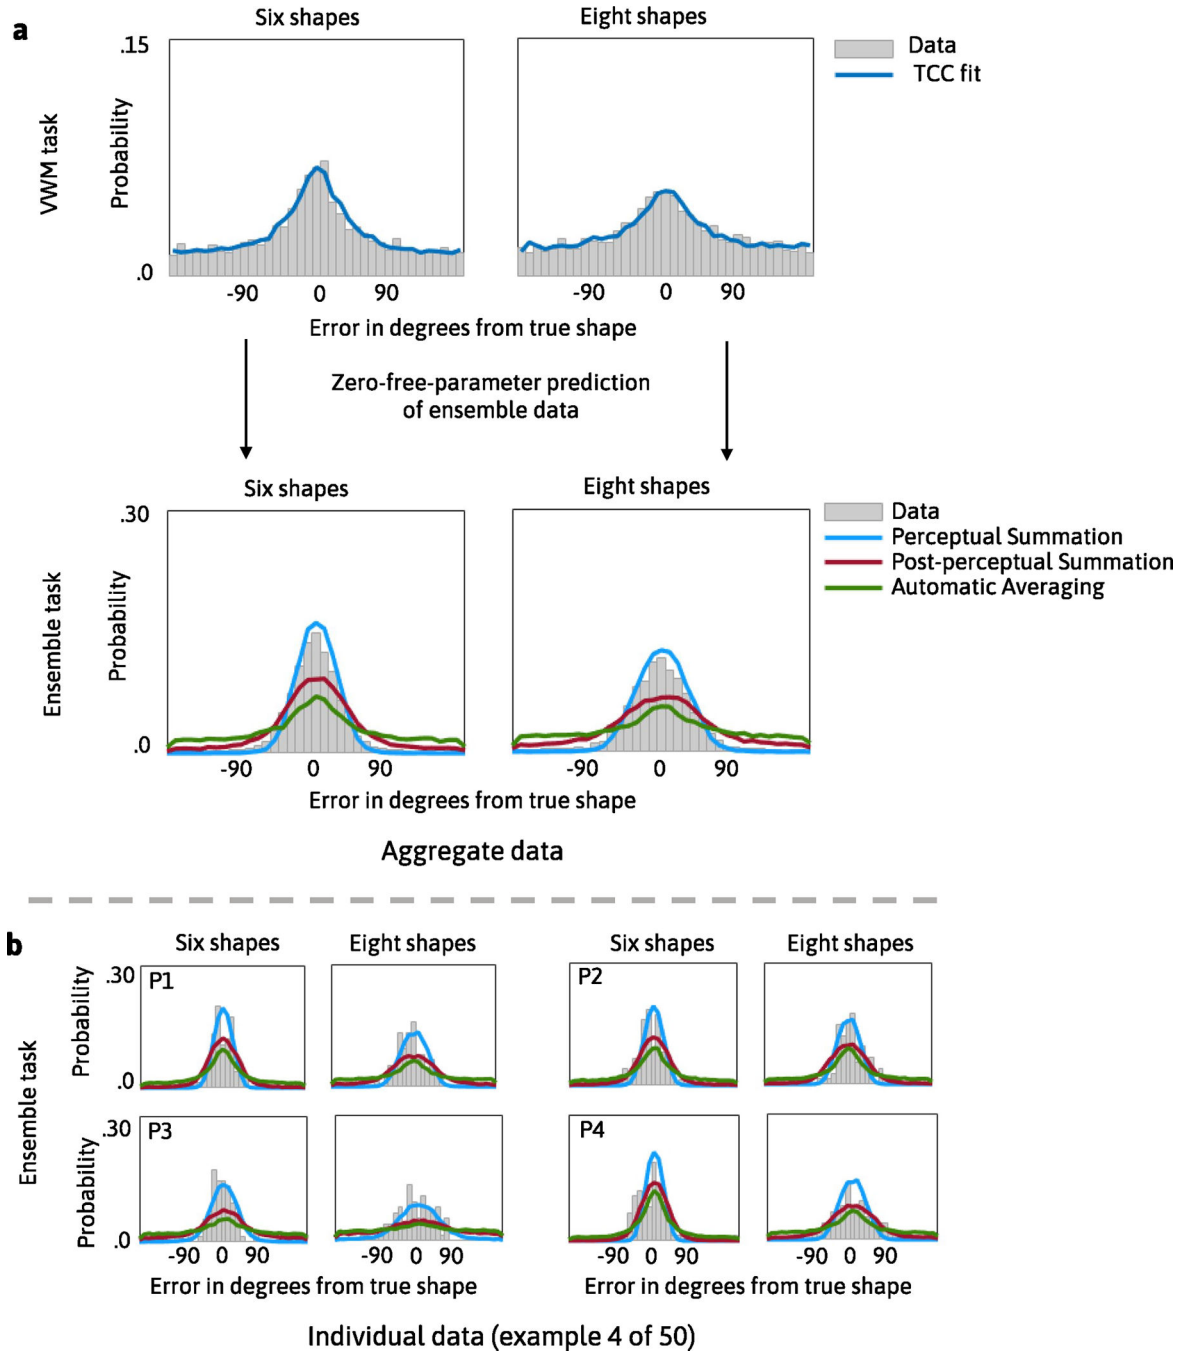 a
Six shapes
Eight shapes
.15
Data
TCC fit
VWM task
Probability
.0
-90 0 90
-90 0 90
Error in degrees from true shape
Zero-free-parameter prediction
of ensemble data
Six shapes
Eight shapes
.30
Data
Perceptual Summation
Post-perceptual Summation
Automatic Averaging
Ensemble task
Probability
.0
-90 0 90
-90 0 90
Error in degrees from true shape
Aggregate data
b
Six shapes
Eight shapes
Six shapes
Eight shapes
.30
P1
P2
Probability
.0
Ensemble task
.30
P3
P4
Probability
.0
-90 0 90
-90 0 90
-90 0 90
-90 0 90
Error in degrees from true shape
Error in degrees from true shape
Individual data (example 4 of 50)